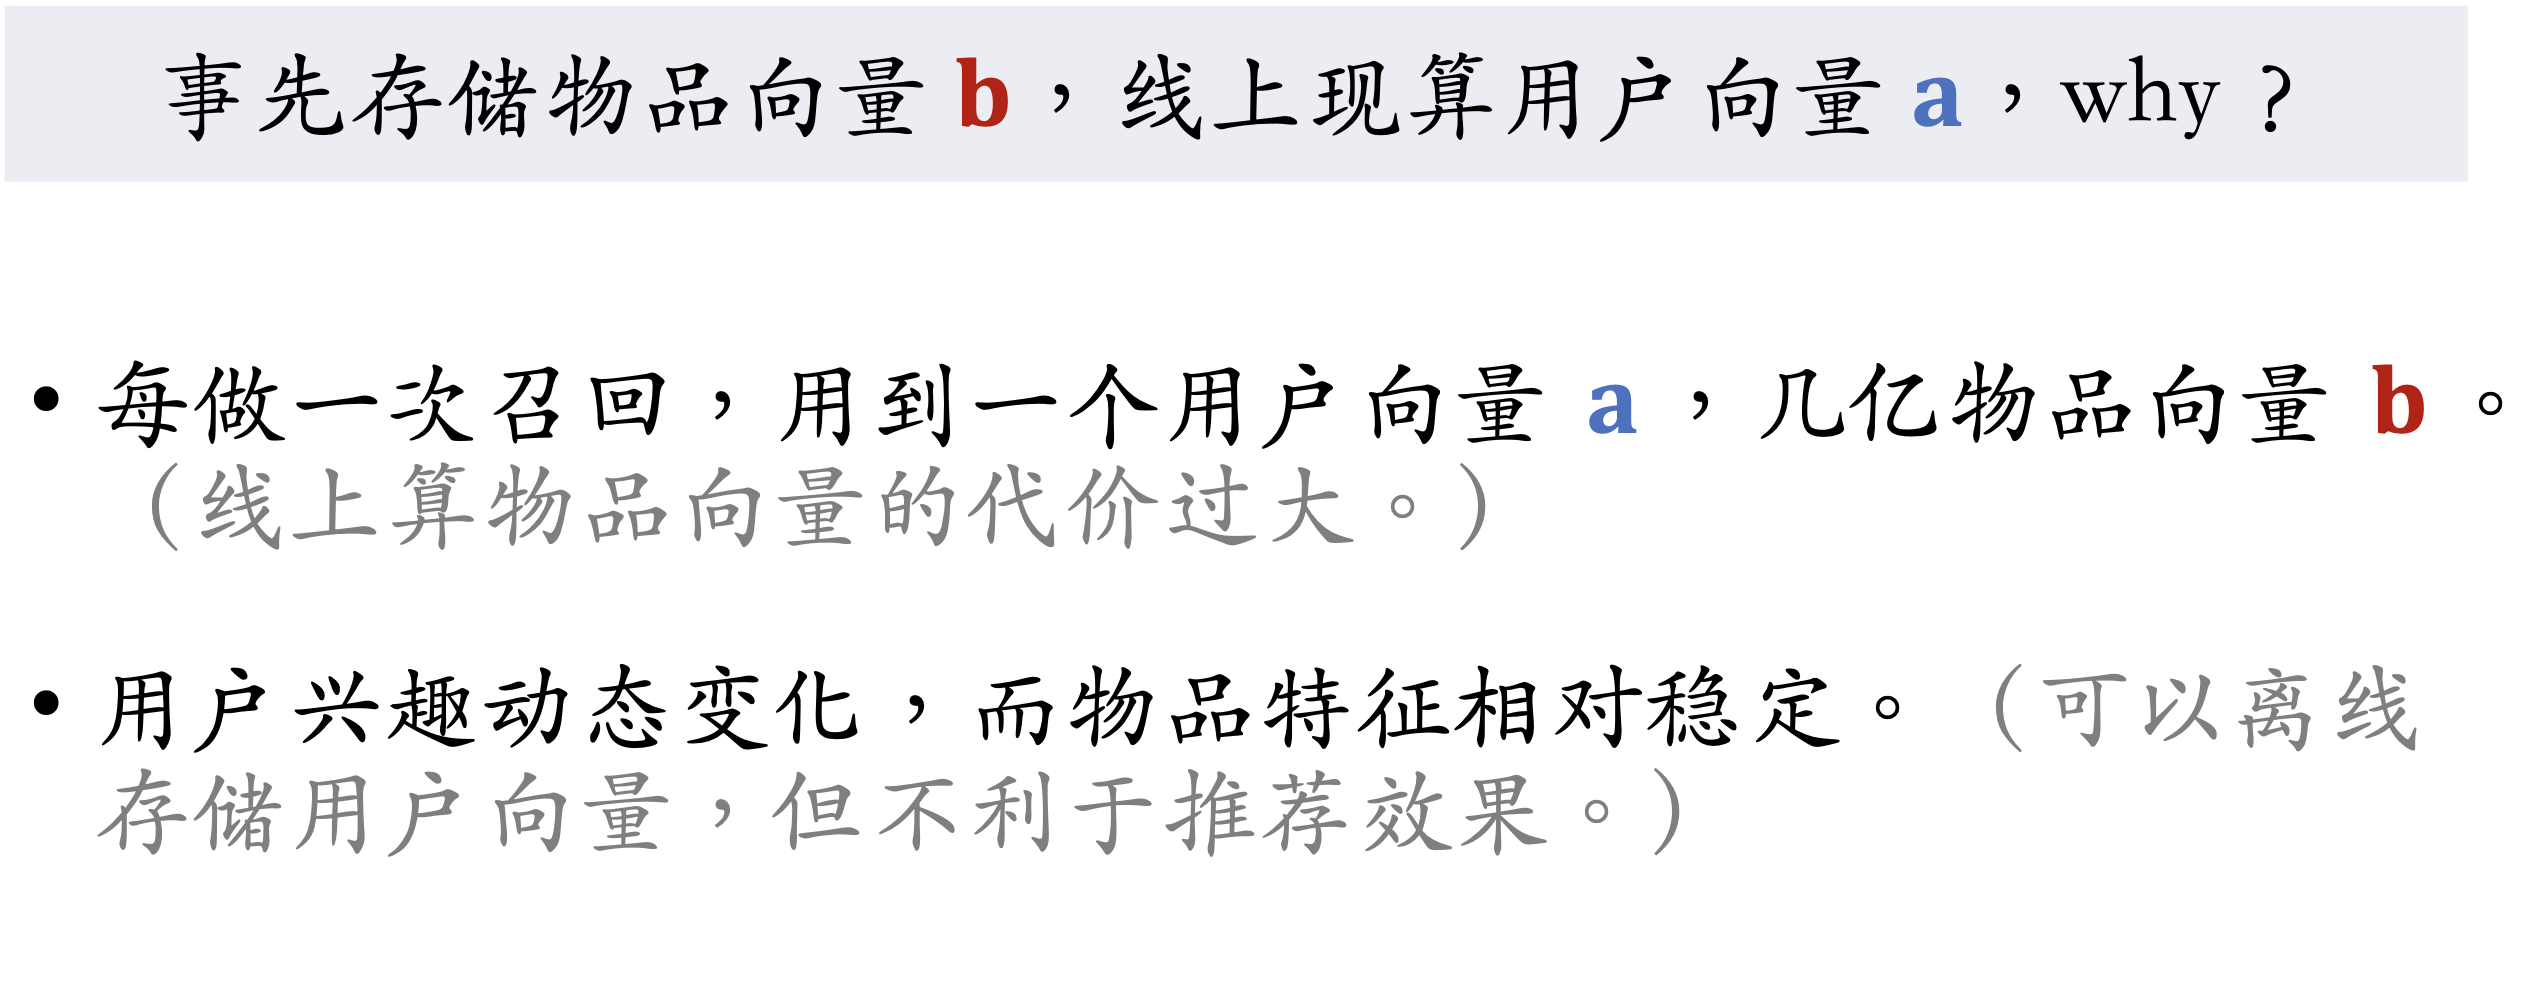 事先存储物品向量 b，线上现算用户向量 a，why？
• 每做一次召回，用到一个用户向量 a，几亿物品向量 b。
（线上算物品向量的代价过大。）
• 用户兴趣动态变化，而物品特征相对稳定。（可以离线
存储用户向量，但不利于推荐效果。）